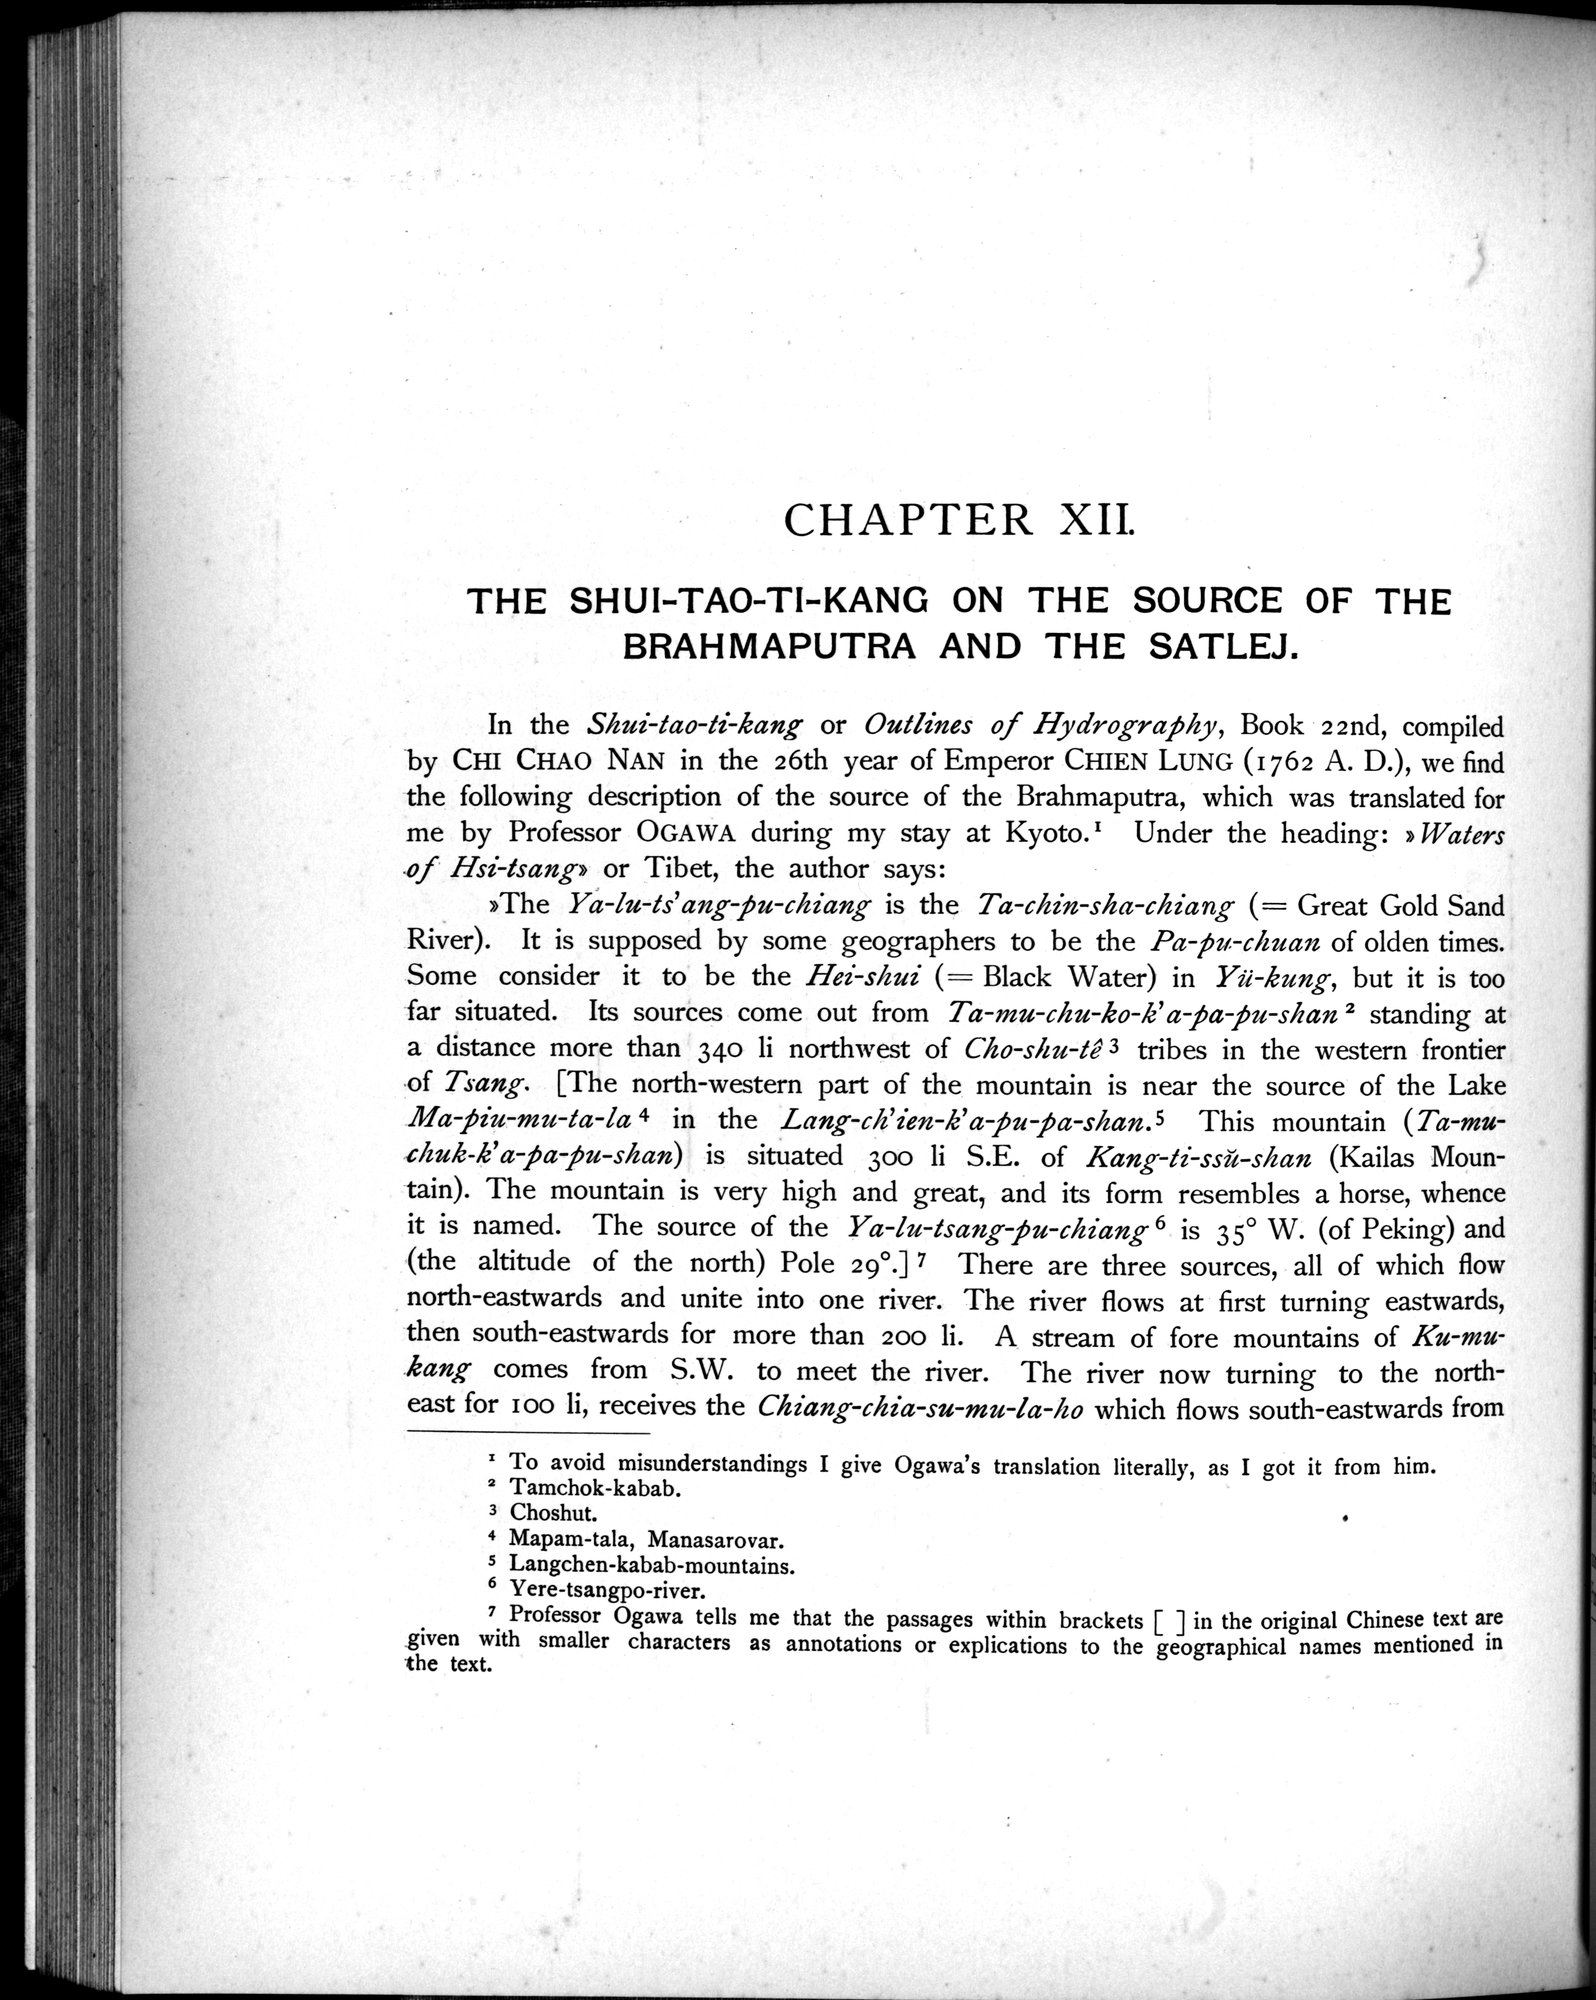 CHAPTER XII.
THE SHUI-TAO-TI-KANG ON THE SOURCE OF THE
BRAHMAPUTRA AND THE SATLEJ.
In the Shui-tao-ti-kang or Outlines of Hydrography, Book 22nd, compiled
by CHI CHAO NAN in the 26th year of Emperor CHIEN LUNG (1762 A. D.), we find
the following description of the source of the Brahmaputra, which was translated for
me by Professor OGAWA during my stay at Kyoto.¹ Under the heading: »Waters
of Hsi-tsang» or Tibet, the author says:
»The Ya-lu-ts'ang-pu-chiang is the Ta-chin-sha-chiang (= Great Gold Sand
River). It is supposed by some geographers to be the Pa-pu-chuan of olden times.
Some consider it to be the Hei-shui (= Black Water) in Yü-kung, but it is too
far situated. Its sources come out from Ta-mu-chu-ko-k'a-pa-pu-shan² standing at
a distance more than 340 li northwest of Cho-shu-tê³ tribes in the western frontier
of Tsang. [The north-western part of the mountain is near the source of the Lake
Ma-piu-mu-ta-la⁴ in the Lang-ch'ien-k'a-pu-pa-shan.⁵ This mountain (Ta-mu-
chuk-k'a-pa-pu-shan) is situated 300 li S.E. of Kang-ti-ssŭ-shan (Kailas Moun-
tain). The mountain is very high and great, and its form resembles a horse, whence
it is named. The source of the Ya-lu-tsang-pu-chiang⁶ is 35° W. (of Peking) and
(the altitude of the north) Pole 29°.]⁷ There are three sources, all of which flow
north-eastwards and unite into one river. The river flows at first turning eastwards,
then south-eastwards for more than 200 li. A stream of fore mountains of Ku-mu-
kang comes from S.W. to meet the river. The river now turning to the north-
east for 100 li, receives the Chiang-chia-su-mu-la-ho which flows south-eastwards from
¹ To avoid misunderstandings I give Ogawa's translation literally, as I got it from him.
² Tamchok-kabab.
³ Choshut.
⁴ Mapam-tala, Manasarovar.
⁵ Langchen-kabab-mountains.
⁶ Yere-tsangpo-river.
⁷ Professor Ogawa tells me that the passages within brackets [ ] in the original Chinese text are
given with smaller characters as annotations or explications to the geographical names mentioned in
the text.